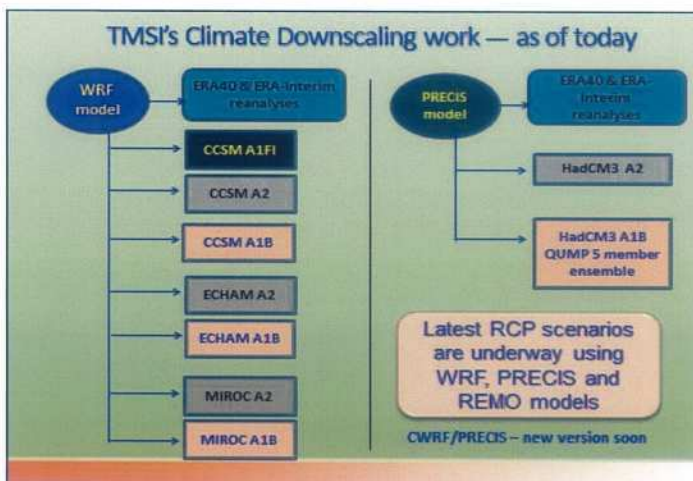 TMSI's Climate Downscaling work — as of today
WRF
model
ERA40 & ERA-Interim
reanalyses
CCSM A1FI
CCSM A2
CCSM A1B
ECHAM A2
ECHAM A1B
MIROC A2
MIROC A1B
PRECIS
model
ERA40 & ERA-
Interim
reanalyses
HadCM3 A2
HadCM3 A1B
QUMP 5 member
ensemble
Latest RCP scenarios
are underway using
WRF, PRECIS and
REMO models
CWRF/PRECIS – new version soon